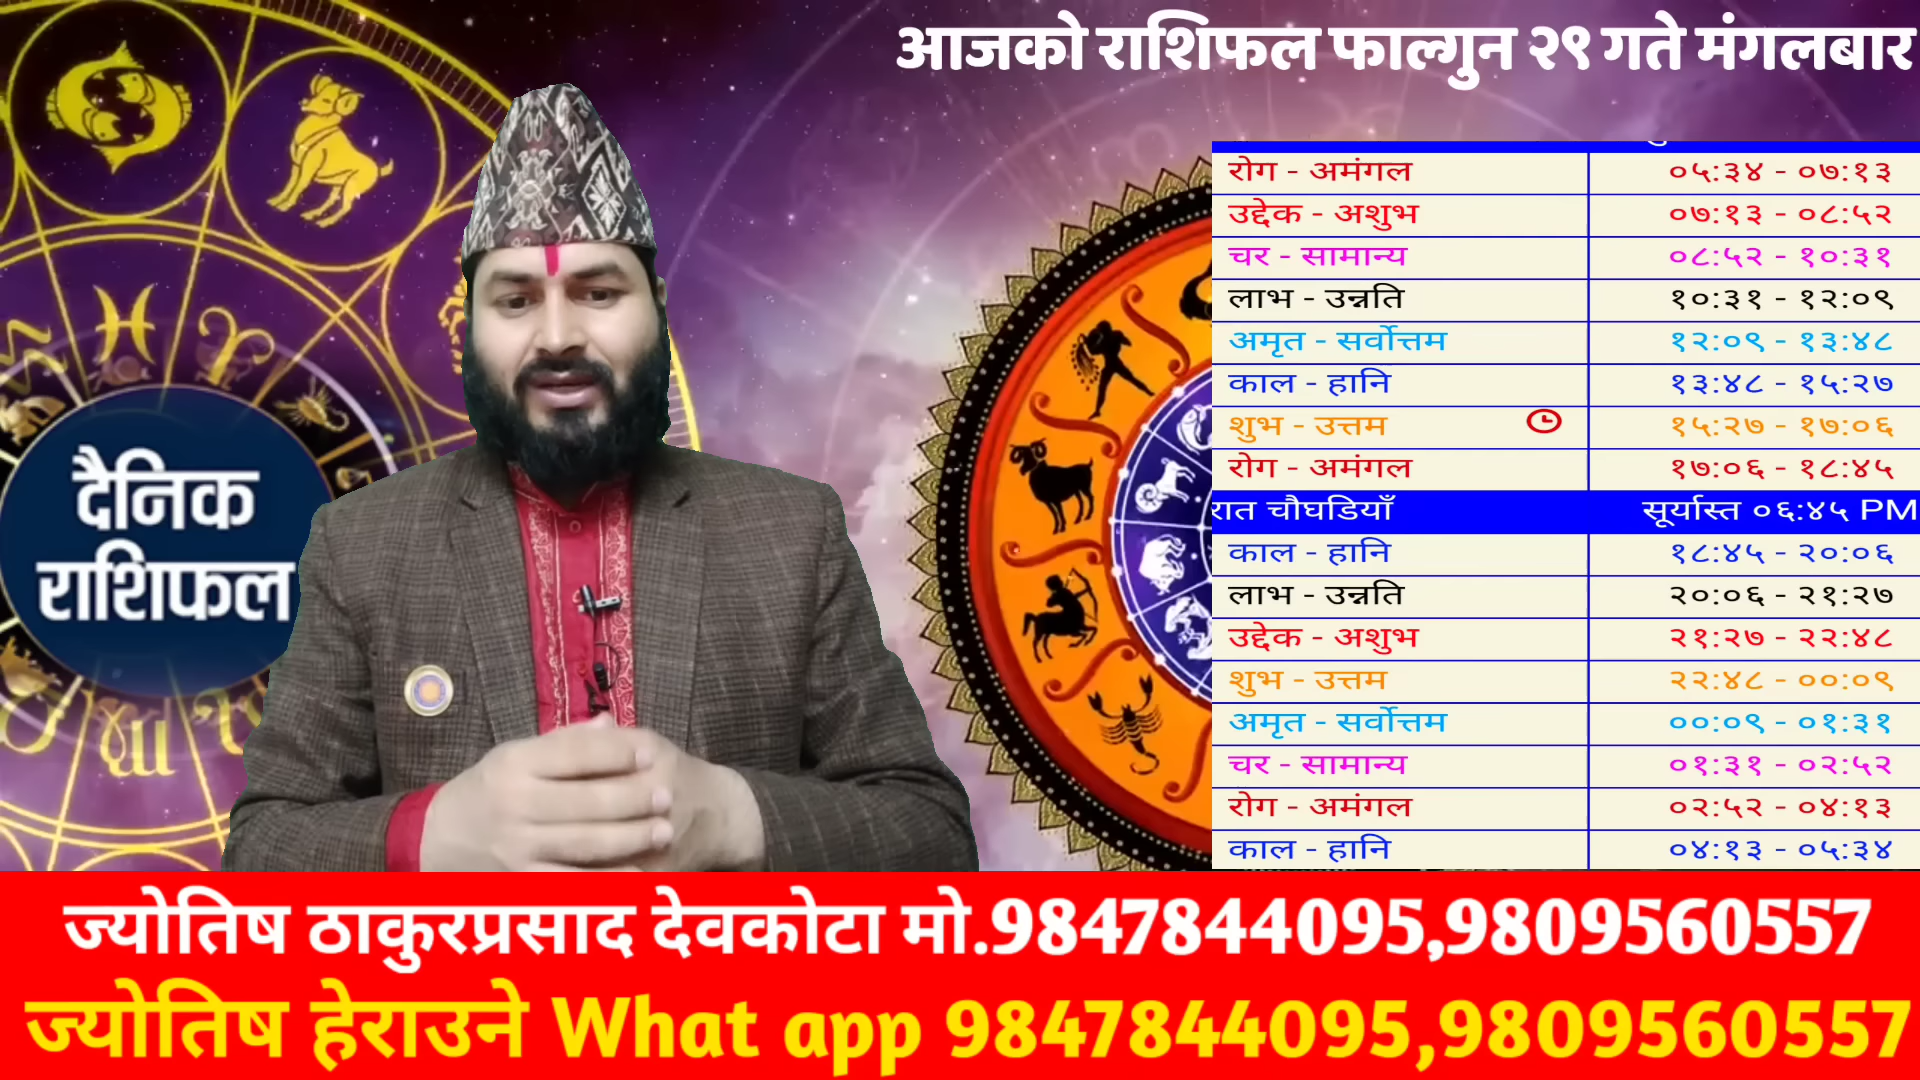 आजको राशिफल फाल्गुन २९ गते मंगलबार
रोग - अमंगल ०५:३४ - ०७:१३
उद्देक - अशुभ ०७:१३ - ०८:५२
चर - सामान्य ०८:५२ - १०:३१
लाभ - उन्नति १०:३१ - १२:०९
अमृत - सर्वोत्तम १२:०९ - १३:४८
काल - हानि १३:४८ - १५:२७
शुभ - उत्तम १५:२७ - १७:०६
रोग - अमंगल १७:०६ - १८:४५
रात चौघडियाँ सूर्यास्त ०६:४५ PM
काल - हानि १८:४५ - २०:०६
लाभ - उन्नति २०:०६ - २१:२७
उद्देक - अशुभ २१:२७ - २२:४८
शुभ - उत्तम २२:४८ - ००:०९
अमृत - सर्वोत्तम ००:०९ - ०१:३१
चर - सामान्य ०१:३१ - ०२:५२
रोग - अमंगल ०२:५२ - ०४:१३
काल - हानि ०४:१३ - ०५:३४
दैनिक
राशिफल
ज्योतिष ठाकुरप्रसाद देवकोटा मो.9847844095,9809560557
ज्योतिष हेराउने What app 9847844095,9809560557